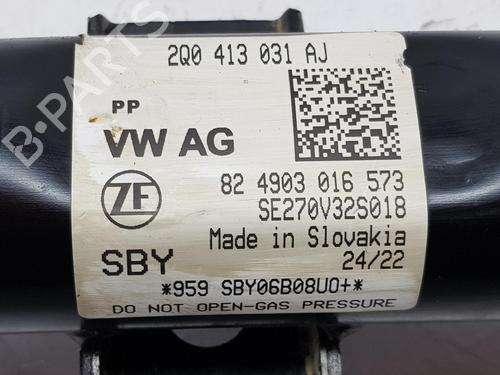 2Q0 413 031 AJ
PP
VW AG
ZF
82 4903 016 573
SE270V32S018
Made in Slovakia
SBY
24/22
*959 SBY06B08U0+*
DO NOT OPEN-GAS PRESSURE